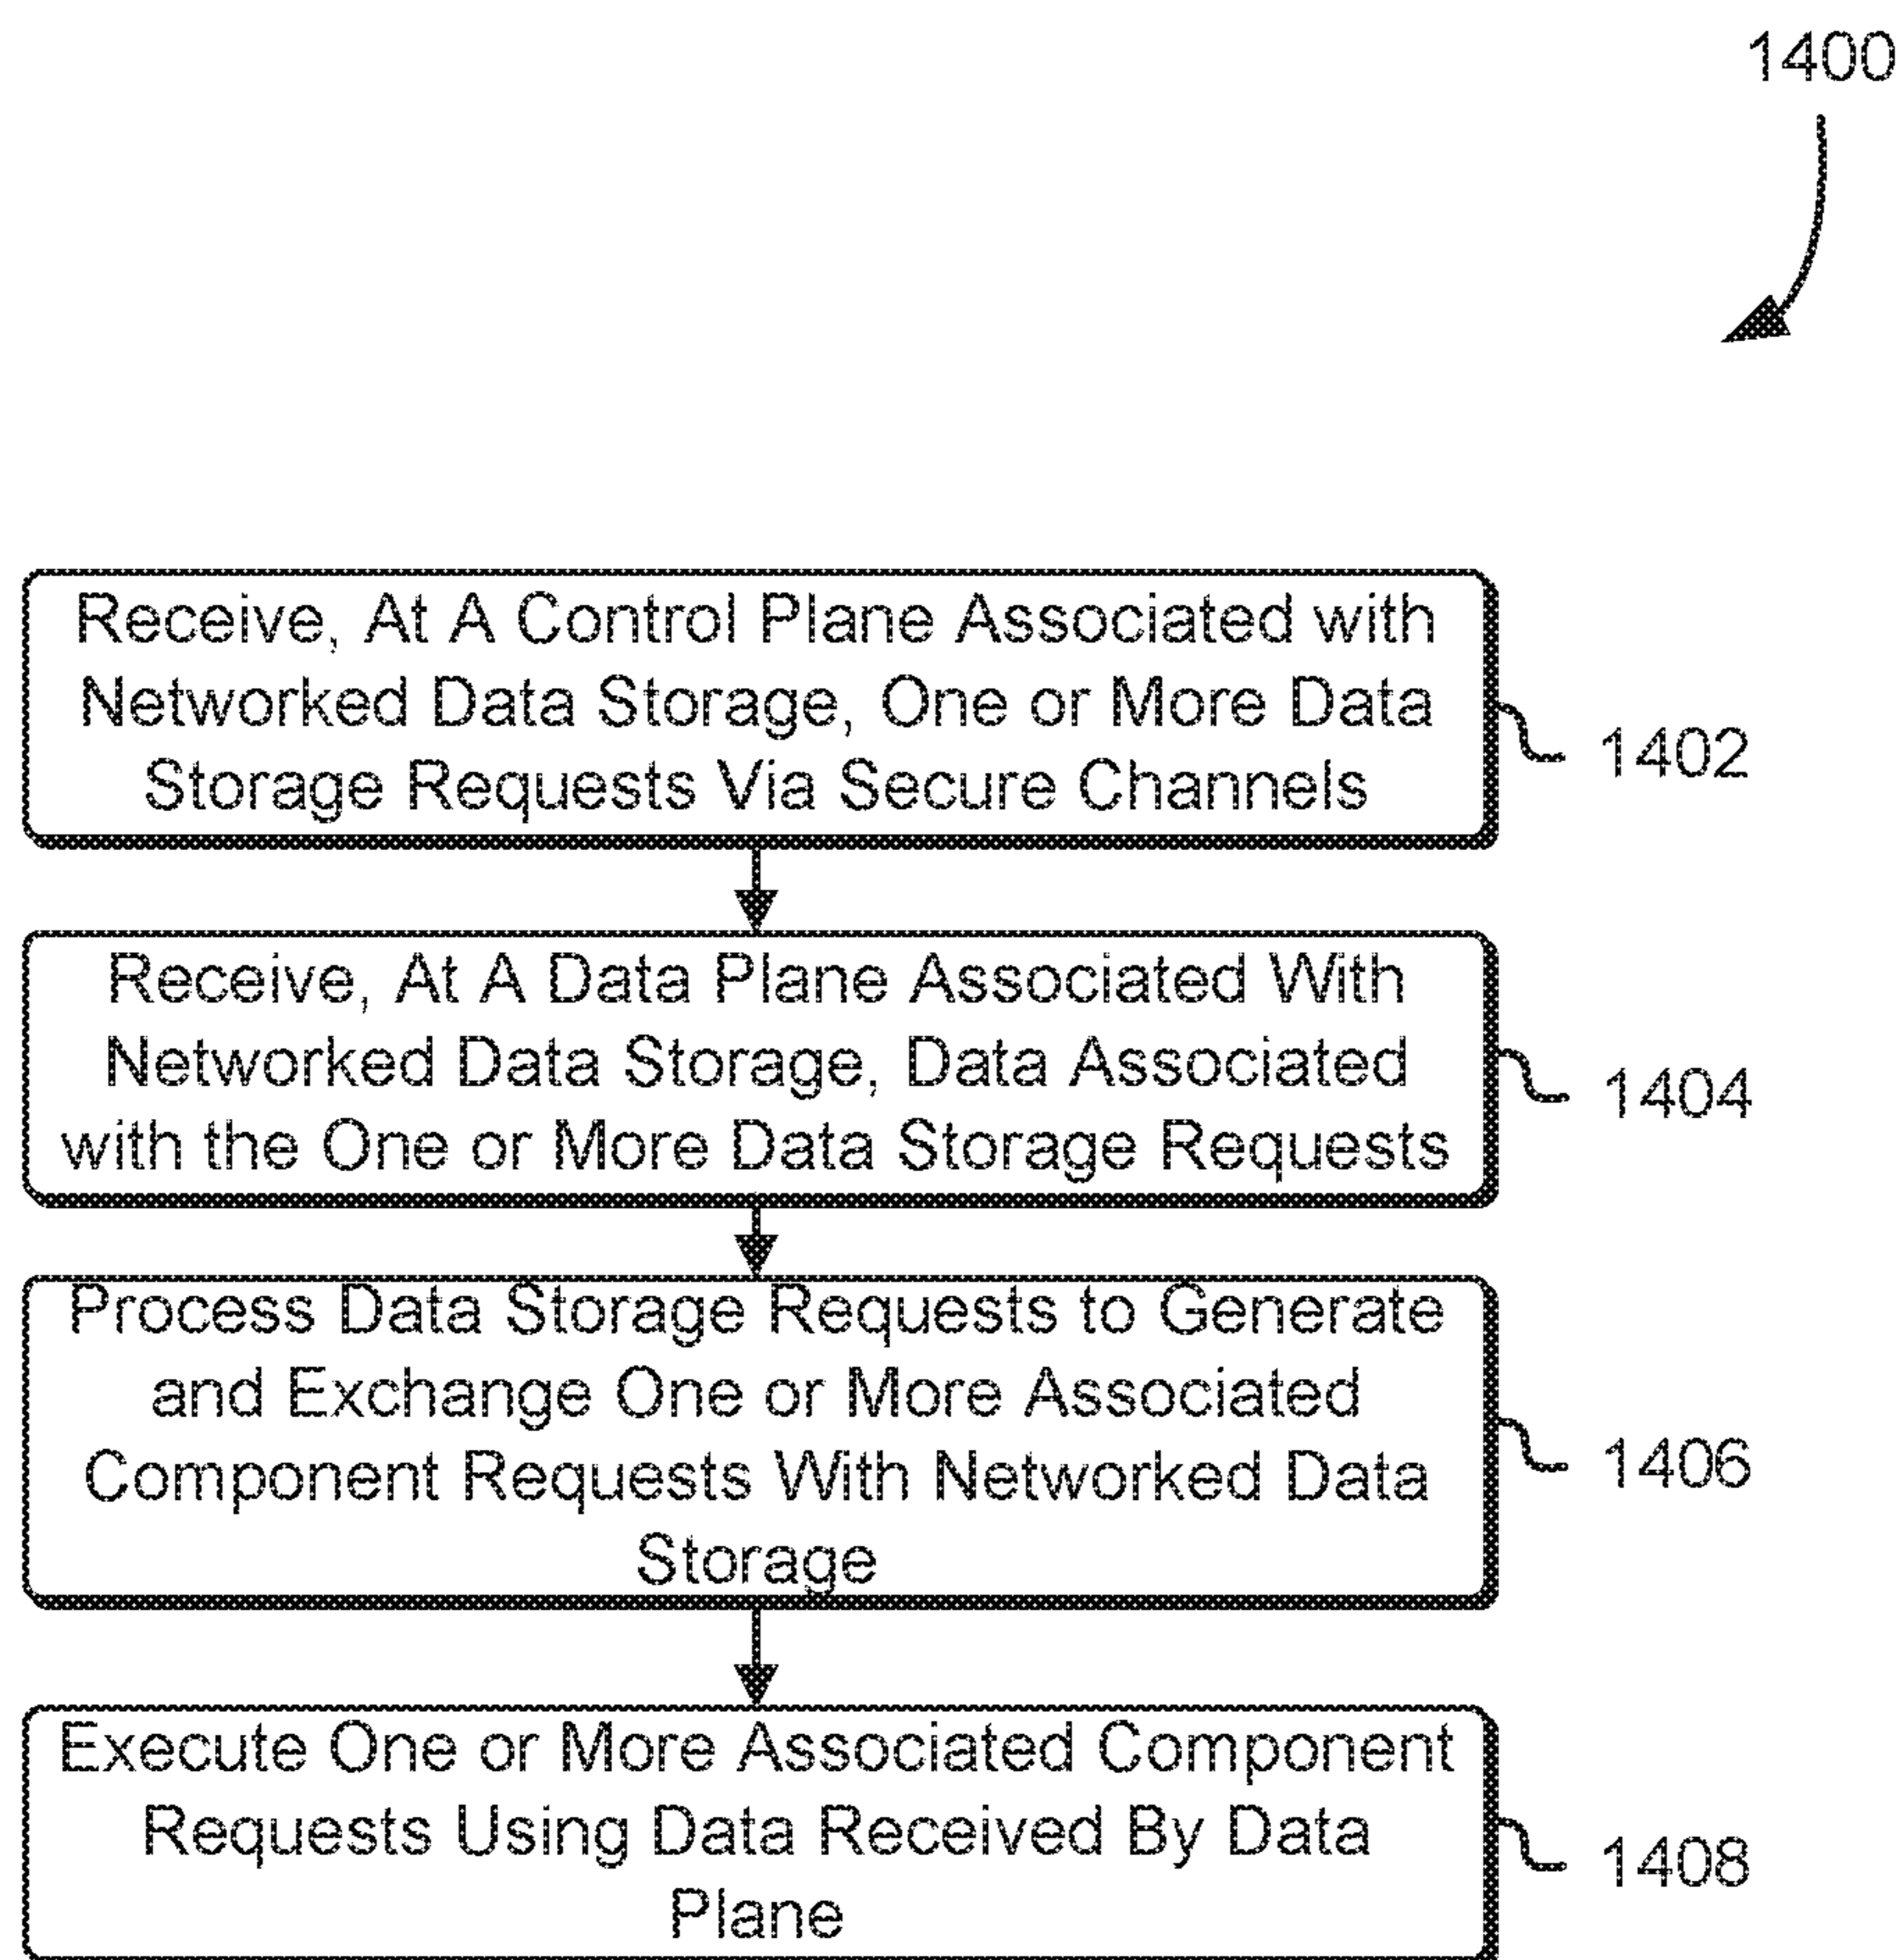 1400
Receive, At A Control Plane Associated with
Networked Data Storage, One or More Data
Storage Requests Via Secure Channels
1402
Receive, At A Data Plane Associated With
Networked Data Storage, Data Associated
with the One or More Data Storage Requests
1404
Process Data Storage Requests to Generate
and Exchange One or More Associated
Component Requests With Networked Data
Storage
1406
Execute One or More Associated Component
Requests Using Data Received By Data
Plane
1408